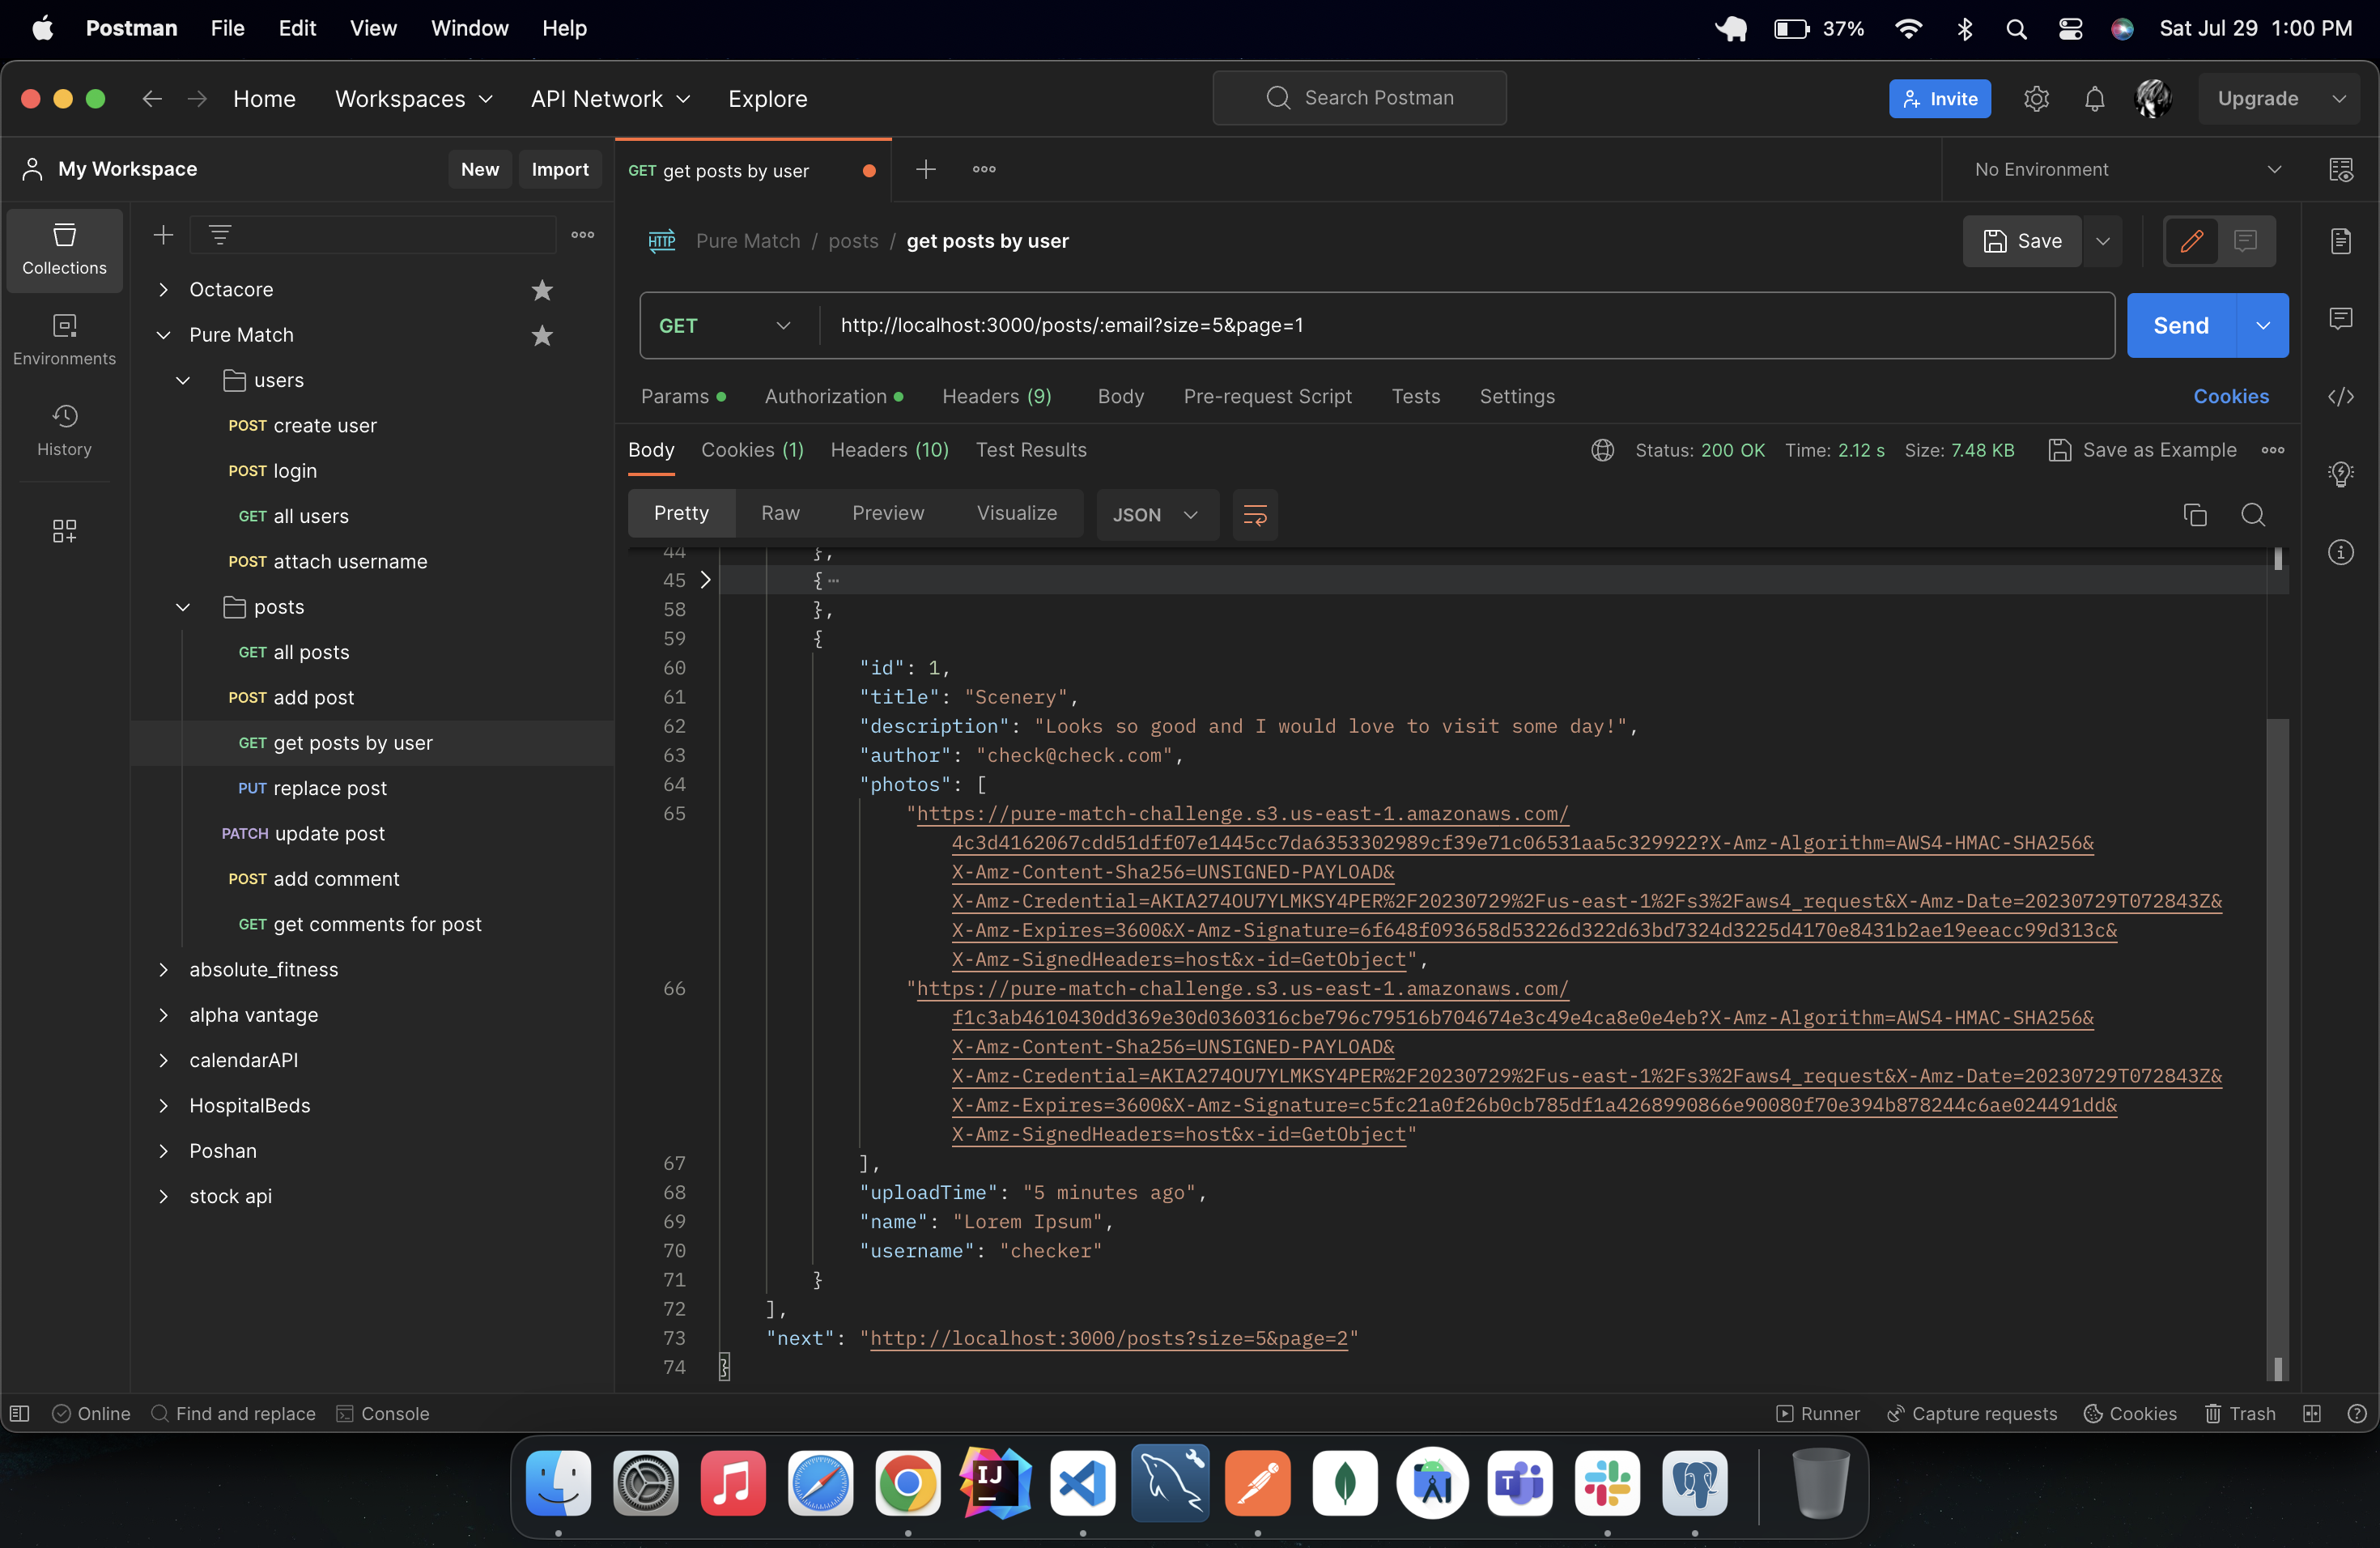 Postman File Edit View Window Help 37% Sat Jul 29 1:00 PM
Home Workspaces API Network Explore Search Postman Invite Upgrade
My Workspace New Import GET get posts by user No Environment
Collections
Environments
History
Octacore
Pure Match
users
POST create user
POST login
GET all users
POST attach username
posts
GET all posts
POST add post
GET get posts by user
PUT replace post
PATCH update post
POST add comment
GET get comments for post
absolute_fitness
alpha vantage
calendarAPI
HospitalBeds
Poshan
stock api
HTTP Pure Match / posts / get posts by user Save
GET http://localhost:3000/posts/:email?size=5&page=1 Send
Params Authorization Headers (9) Body Pre-request Script Tests Settings Cookies
Body Cookies (1) Headers (10) Test Results Status: 200 OK Time: 2.12 s Size: 7.48 KB Save as Example
Pretty Raw Preview Visualize JSON
44 },
45 { ...
58 },
59 {
60 "id": 1,
61 "title": "Scenery",
62 "description": "Looks so good and I would love to visit some day!",
63 "author": "check@check.com",
64 "photos": [
65 "https://pure-match-challenge.s3.us-east-1.amazonaws.com/
4c3d4162067cdd51dff07e1445cc7da6353302989cf39e71c06531aa5c329922?X-Amz-Algorithm=AWS4-HMAC-SHA256&
X-Amz-Content-Sha256=UNSIGNED-PAYLOAD&
X-Amz-Credential=AKIA274OU7YLMKSY4PER%2F20230729%2Fus-east-1%2Fs3%2Faws4_request&X-Amz-Date=20230729T072843Z&
X-Amz-Expires=3600&X-Amz-Signature=6f648f093658d53226d322d63bd7324d3225d4170e8431b2ae19eeacc99d313c&
X-Amz-SignedHeaders=host&x-id=GetObject",
66 "https://pure-match-challenge.s3.us-east-1.amazonaws.com/
f1c3ab4610430dd369e30d0360316cbe796c79516b704674e3c49e4ca8e0e4eb?X-Amz-Algorithm=AWS4-HMAC-SHA256&
X-Amz-Content-Sha256=UNSIGNED-PAYLOAD&
X-Amz-Credential=AKIA274OU7YLMKSY4PER%2F20230729%2Fus-east-1%2Fs3%2Faws4_request&X-Amz-Date=20230729T072843Z&
X-Amz-Expires=3600&X-Amz-Signature=c5fc21a0f26b0cb785df1a4268990866e90080f70e394b878244c6ae024491dd&
X-Amz-SignedHeaders=host&x-id=GetObject"
67 ],
68 "uploadTime": "5 minutes ago",
69 "name": "Lorem Ipsum",
70 "username": "checker"
71 }
72 ],
73 "next": "http://localhost:3000/posts?size=5&page=2"
74 }
Online Find and replace Console Runner Capture requests Cookies Trash
IJ T